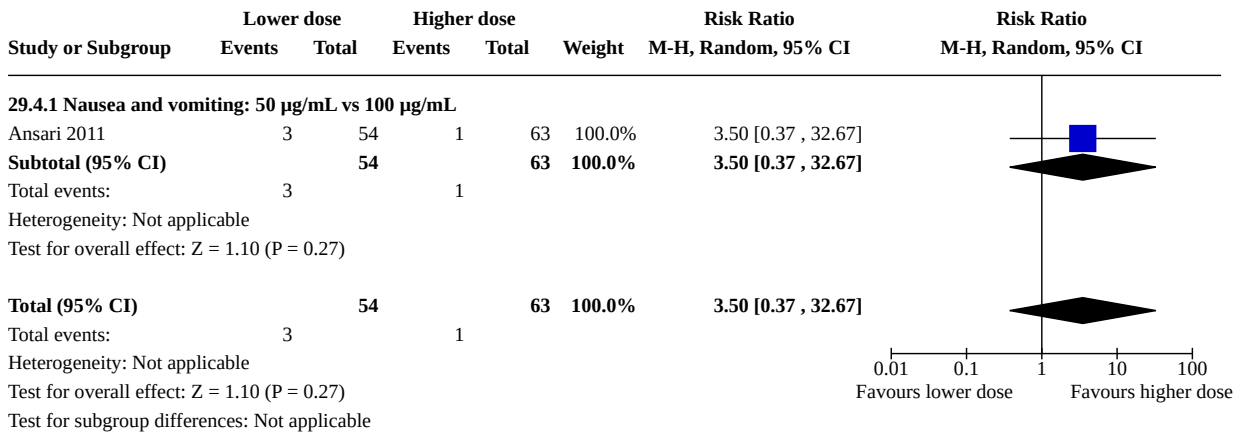 Lower dose Higher dose Risk Ratio Risk Ratio
Study or Subgroup Events Total Events Total Weight M-H, Random, 95% CI M-H, Random, 95% CI
29.4.1 Nausea and vomiting: 50 µg/mL vs 100 µg/mL
Ansari 2011 3 54 1 63 100.0% 3.50 [0.37 , 32.67]
Subtotal (95% CI) 54 63 100.0% 3.50 [0.37 , 32.67]
Total events: 3 1
Heterogeneity: Not applicable
Test for overall effect: Z = 1.10 (P = 0.27)
Total (95% CI) 54 63 100.0% 3.50 [0.37 , 32.67]
Total events: 3 1
Heterogeneity: Not applicable
0.01 0.1 1 10 100
Test for overall effect: Z = 1.10 (P = 0.27) Favours lower dose Favours higher dose
Test for subgroup differences: Not applicable